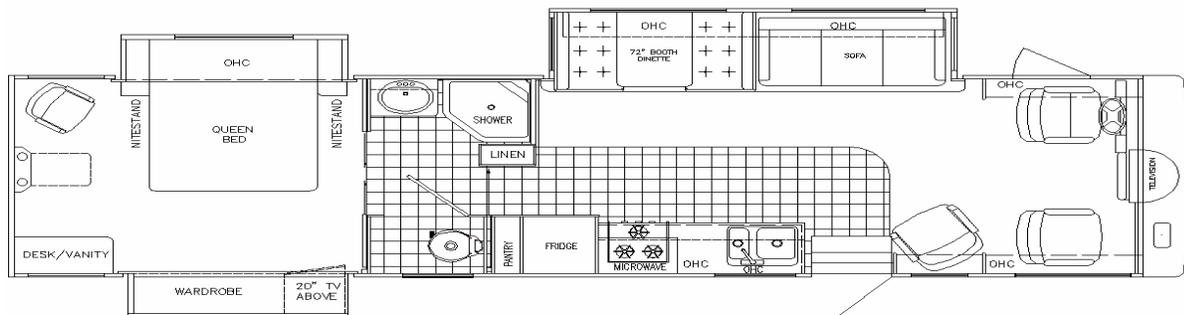 OHC
NITESTAND
QUEEN
BED
NITESTAND
DESK/VANITY
WARDROBE
20" TV
ABOVE
SHOWER
LINEN
PANTRY
FRIDGE
MICROWAVE
OHC
OHC
OHC
72" BOOTH
DINETTE
OHC
SOFA
OHC
TELEVISION
OHC